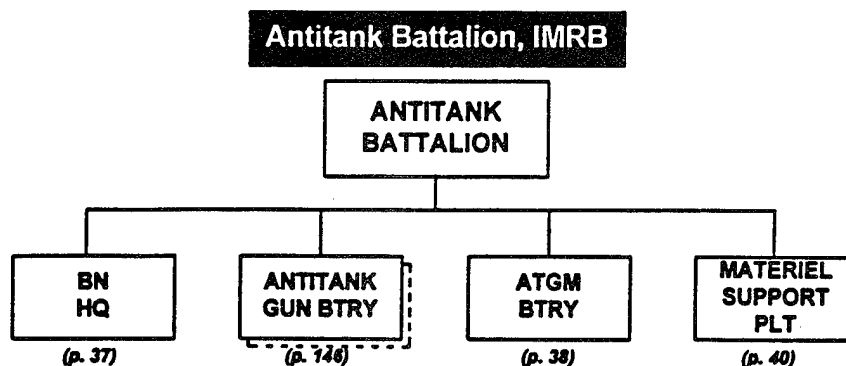 Antitank Battalion, IMRB
ANTITANK
BATTALION
BN
HQ
(p. 37)
ANTITANK
GUN BTRY
(p. 146)
ATGM
BTRY
(p. 38)
MATERIEL
SUPPORT
PLT
(p. 40)